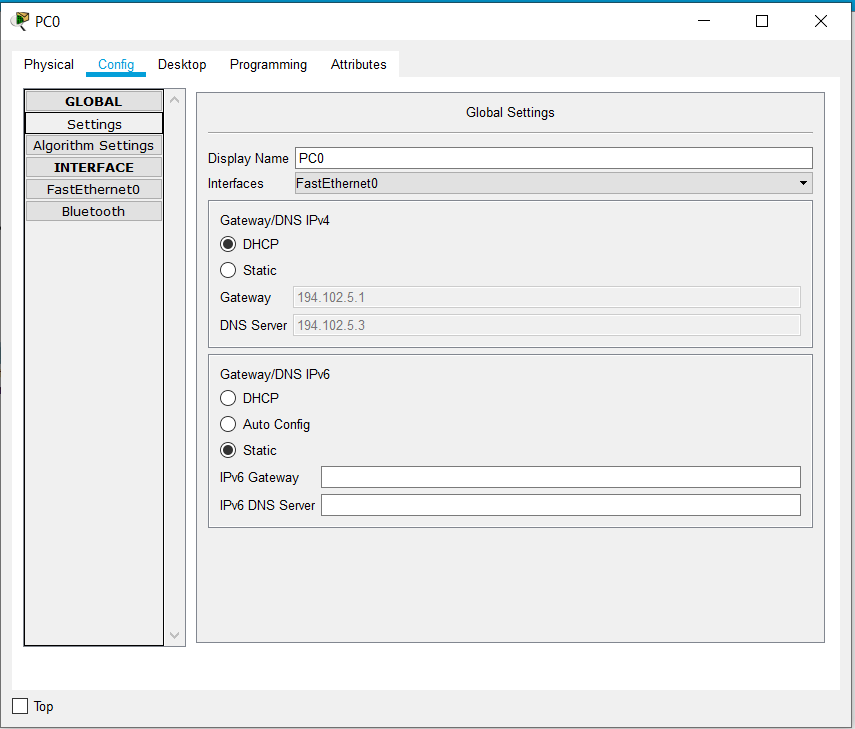 PC0
Physical Config Desktop Programming Attributes
GLOBAL
Settings
Algorithm Settings
INTERFACE
FastEthernet0
Bluetooth
Global Settings
Display Name PC0
Interfaces FastEthernet0
Gateway/DNS IPv4
DHCP
Static
Gateway 194.102.5.1
DNS Server 194.102.5.3
Gateway/DNS IPv6
DHCP
Auto Config
Static
IPv6 Gateway
IPv6 DNS Server
Top